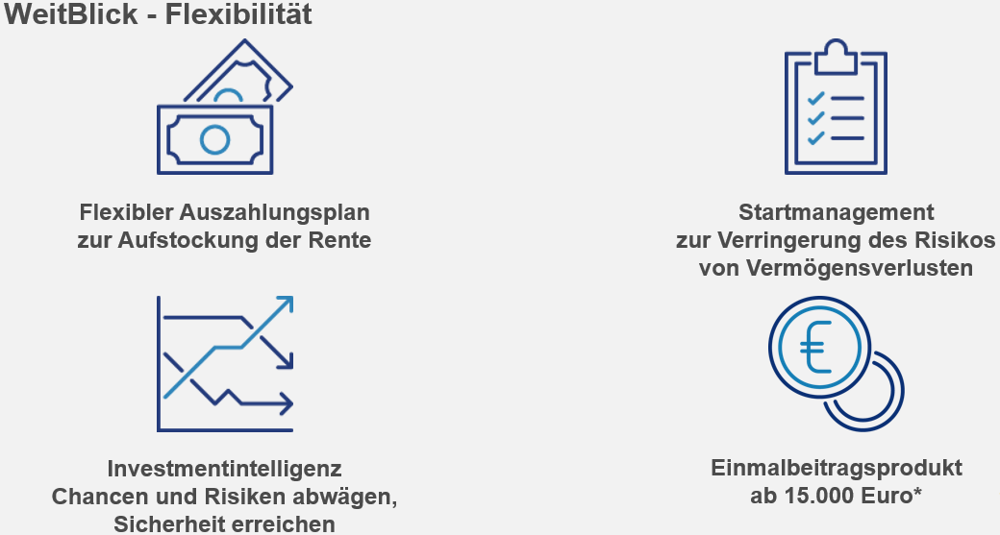 WeitBlick - Flexibilität
Flexibler Auszahlungsplan
zur Aufstockung der Rente
Startmanagement
zur Verringerung des Risikos
von Vermögensverlusten
€
Investmentintelligenz
Chancen und Risiken abwägen,
Sicherheit erreichen
Einmalbeitragsprodukt
ab 15.000 Euro*